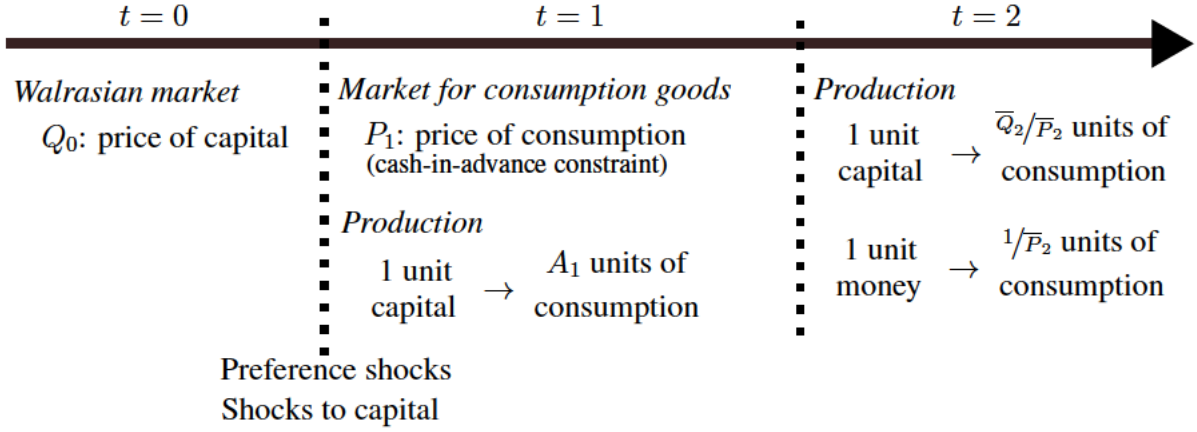 t = 0
t = 1
t = 2
Walrasian market
Q₀: price of capital
Market for consumption goods
P₁: price of consumption
(cash-in-advance constraint)
Production
1 unit capital → A₁ units of consumption
Production
1 unit capital → Q̅₂/P̅₂ units of consumption
1 unit money → 1/P̅₂ units of consumption
Preference shocks
Shocks to capital